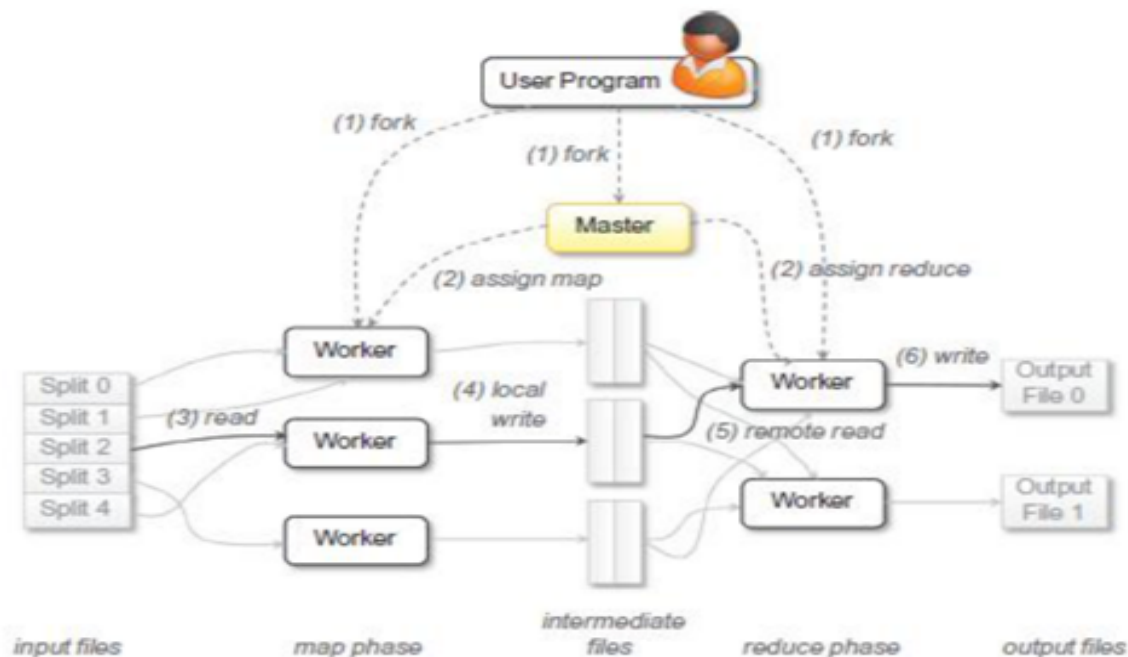 User Program
(1) fork
(1) fork
(1) fork
Master
(2) assign map
(2) assign reduce
Worker
Worker
Worker
Split 0
Split 1
Split 2
Split 3
Split 4
(3) read
(4) local
write
(5) remote read
Worker
Worker
(6) write
Output
File 0
Output
File 1
input files
map phase
intermediate
files
reduce phase
output files